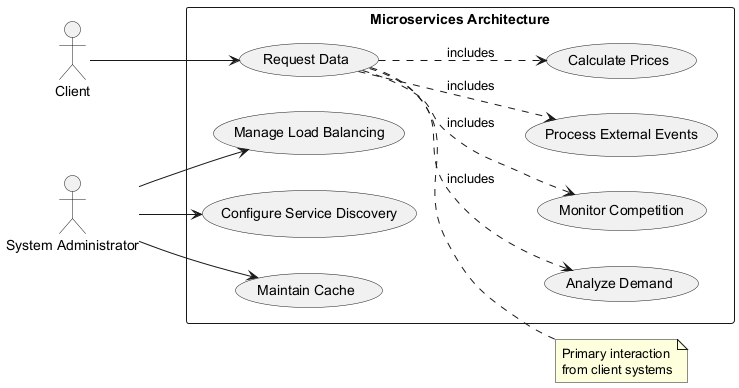 Microservices Architecture
Client
Request Data
includes
Calculate Prices
includes
Process External Events
includes
Monitor Competition
includes
Analyze Demand
System Administrator
Manage Load Balancing
Configure Service Discovery
Maintain Cache
Primary interaction
from client systems